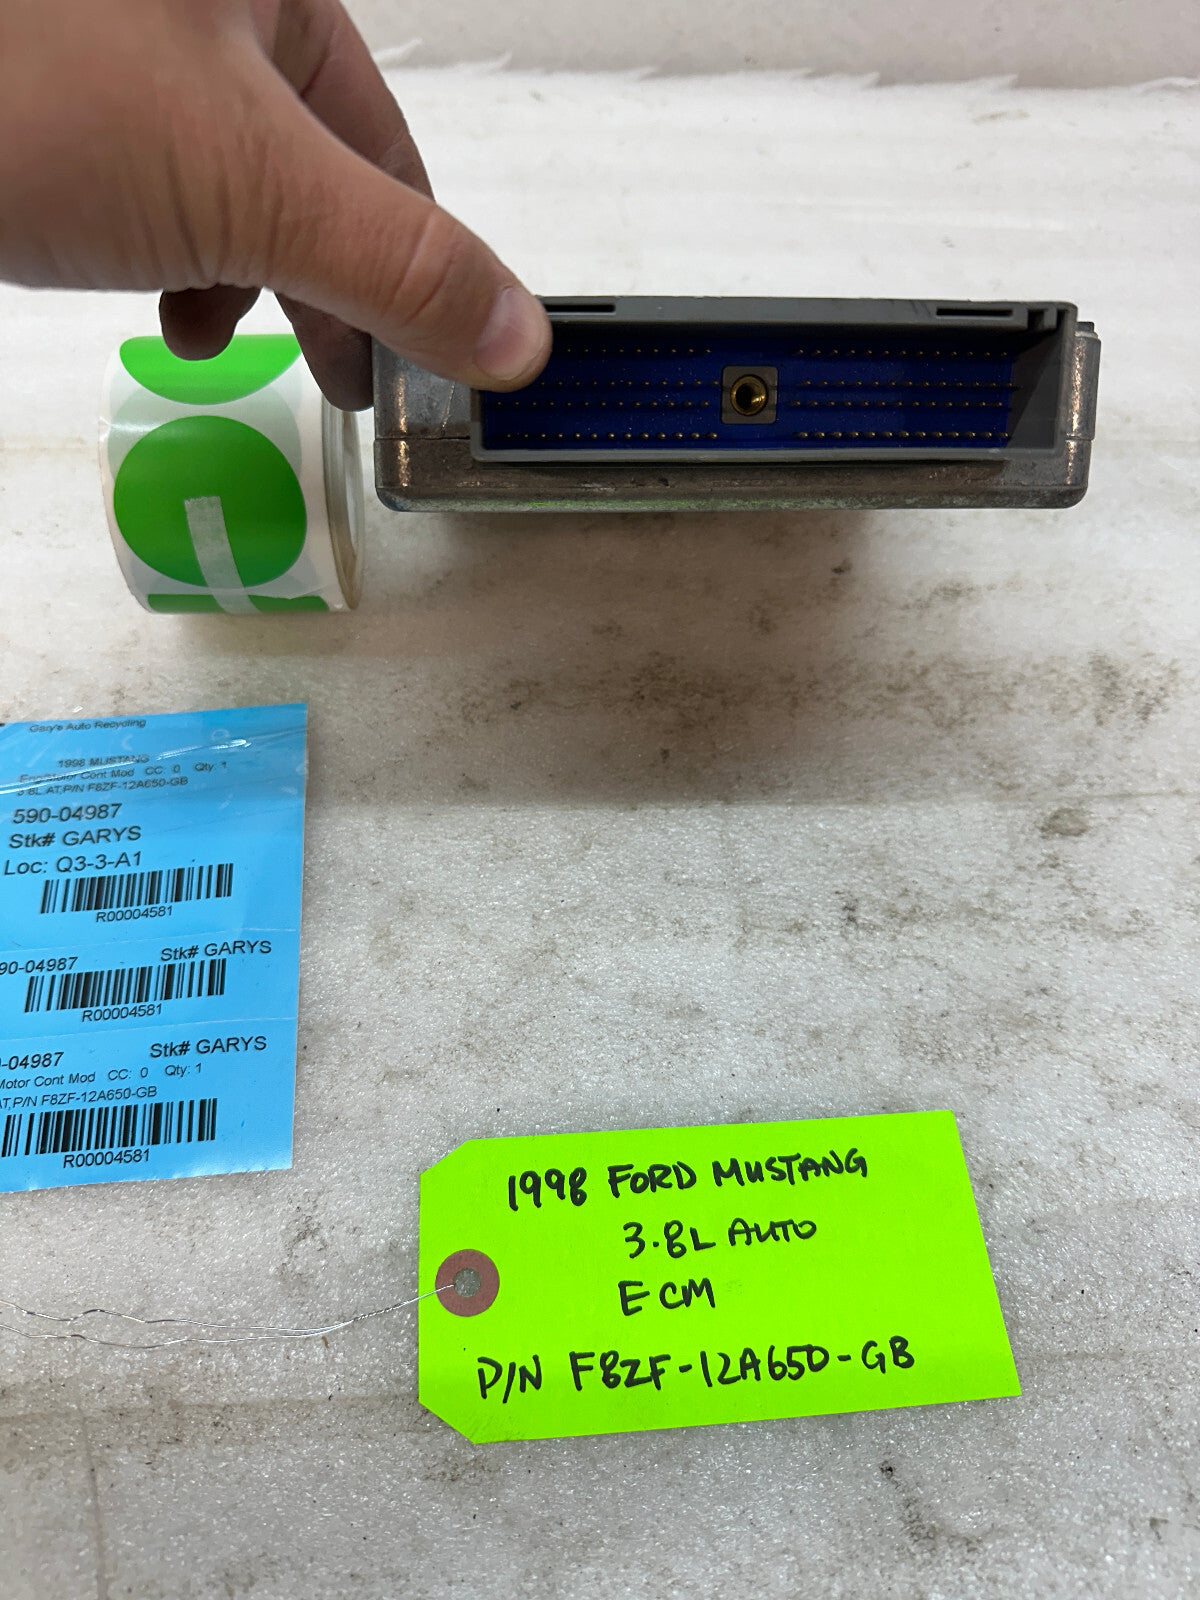 Gary's Auto Recycling
1998 MUSTANG
Eng/Motor Cont Mod CC: 0 Qty: 1
3.8L,AT,P/N F8ZF-12A650-GB
590-04987
Stk# GARYS
Loc: Q3-3-A1
R00004581
90-04987 Stk# GARYS
R00004581
-04987 Stk# GARYS
Motor Cont Mod CC: 0 Qty: 1
AT,P/N F8ZF-12A650-GB
R00004581
1998 FORD MUSTANG
3.8L AUTO
ECM
P/N F8ZF-12A650-GB